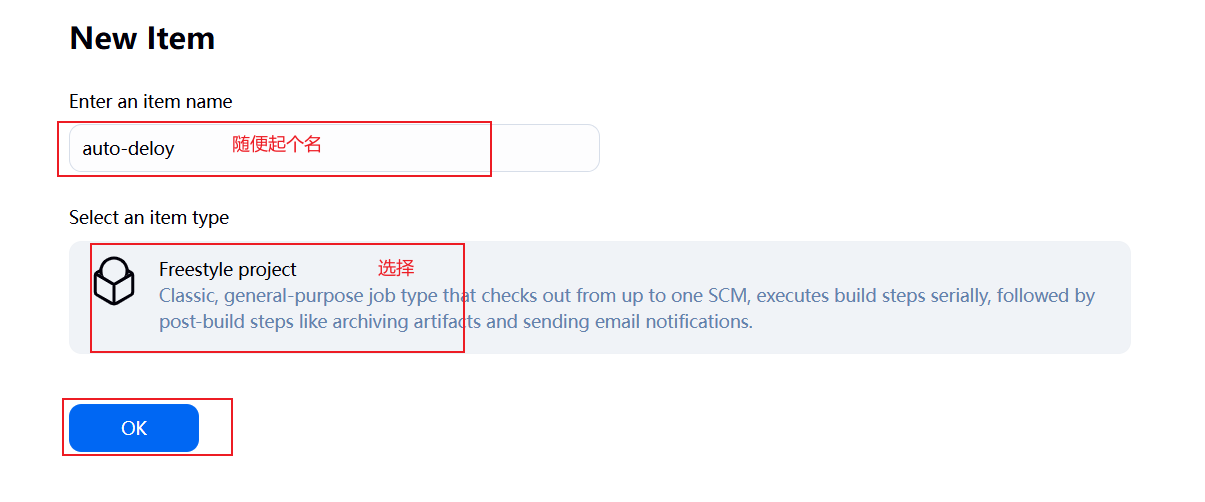 New Item
Enter an item name
auto-deloy 随便起个名
Select an item type
Freestyle project 选择
Classic, general-purpose job type that checks out from up to one SCM, executes build steps serially, followed by
post-build steps like archiving artifacts and sending email notifications.
OK